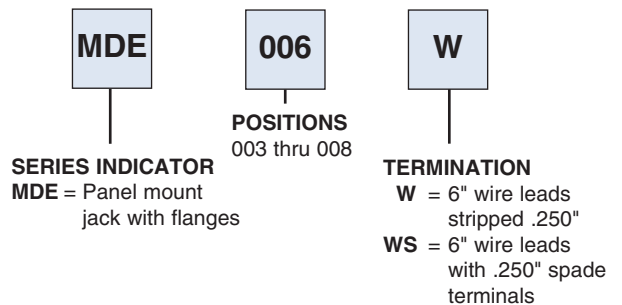 MDE 006 W
POSITIONS
003 thru 008
SERIES INDICATOR
MDE = Panel mount
jack with flanges
TERMINATION
W = 6" wire leads
stripped .250"
WS = 6" wire leads
with .250" spade
terminals